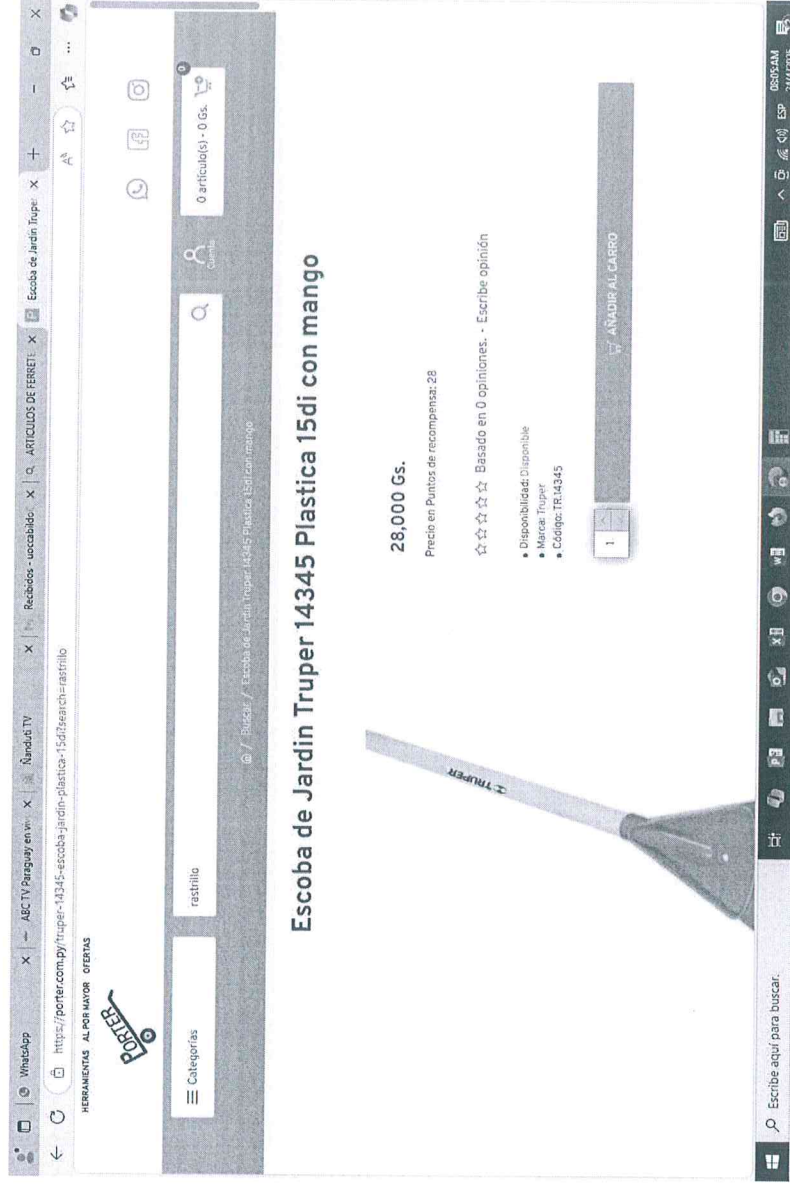 WhatsApp
ABC TV Paraguay en viv
Ñanduti TV
Recibidos - uoccabildo
ARTICULOS DE FERRETE
Escoba de Jardin Truper
https://porter.com.py/truper-14345-escoba-jardin-plastica-15di?search=rastrillo
HERRAMIENTAS AL POR MAYOR OFERTAS
PORTER
Categorías
rastrillo
Cuenta
0 artículo(s) - 0 Gs.
0
/ Buscar / Escoba de Jardin Truper 14345 Plastica 15di con mango
Escoba de Jardin Truper 14345 Plastica 15di con mango
TRUPER
28,000 Gs.
Precio en Puntos de recompensa: 28
Basado en 0 opiniones. - Escribe opinión
• Disponibilidad: Disponible
• Marca: Truper
• Código: TR.14345
1
AÑADIR AL CARRO
Escribe aquí para buscar.
ESP
08:05 AM